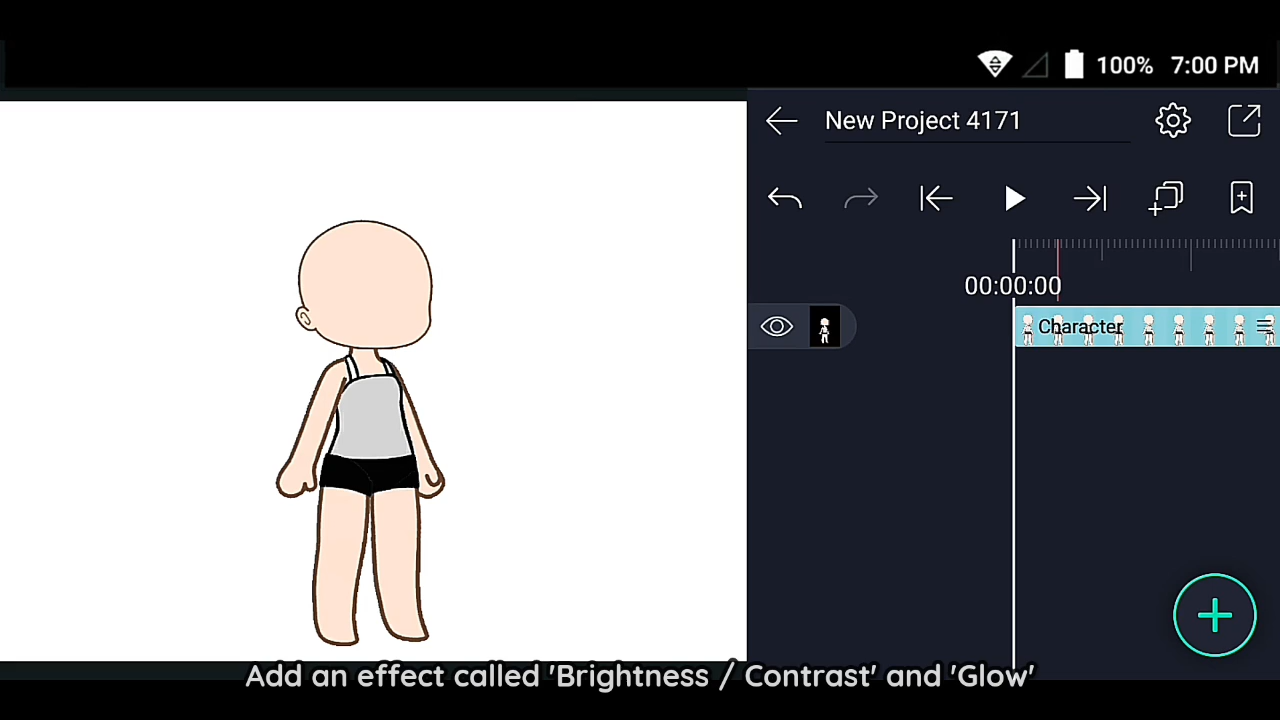 100% 7:00 PM
New Project 4171
00:00:00
Character
Add an effect called 'Brightness / Contrast' and 'Glow'